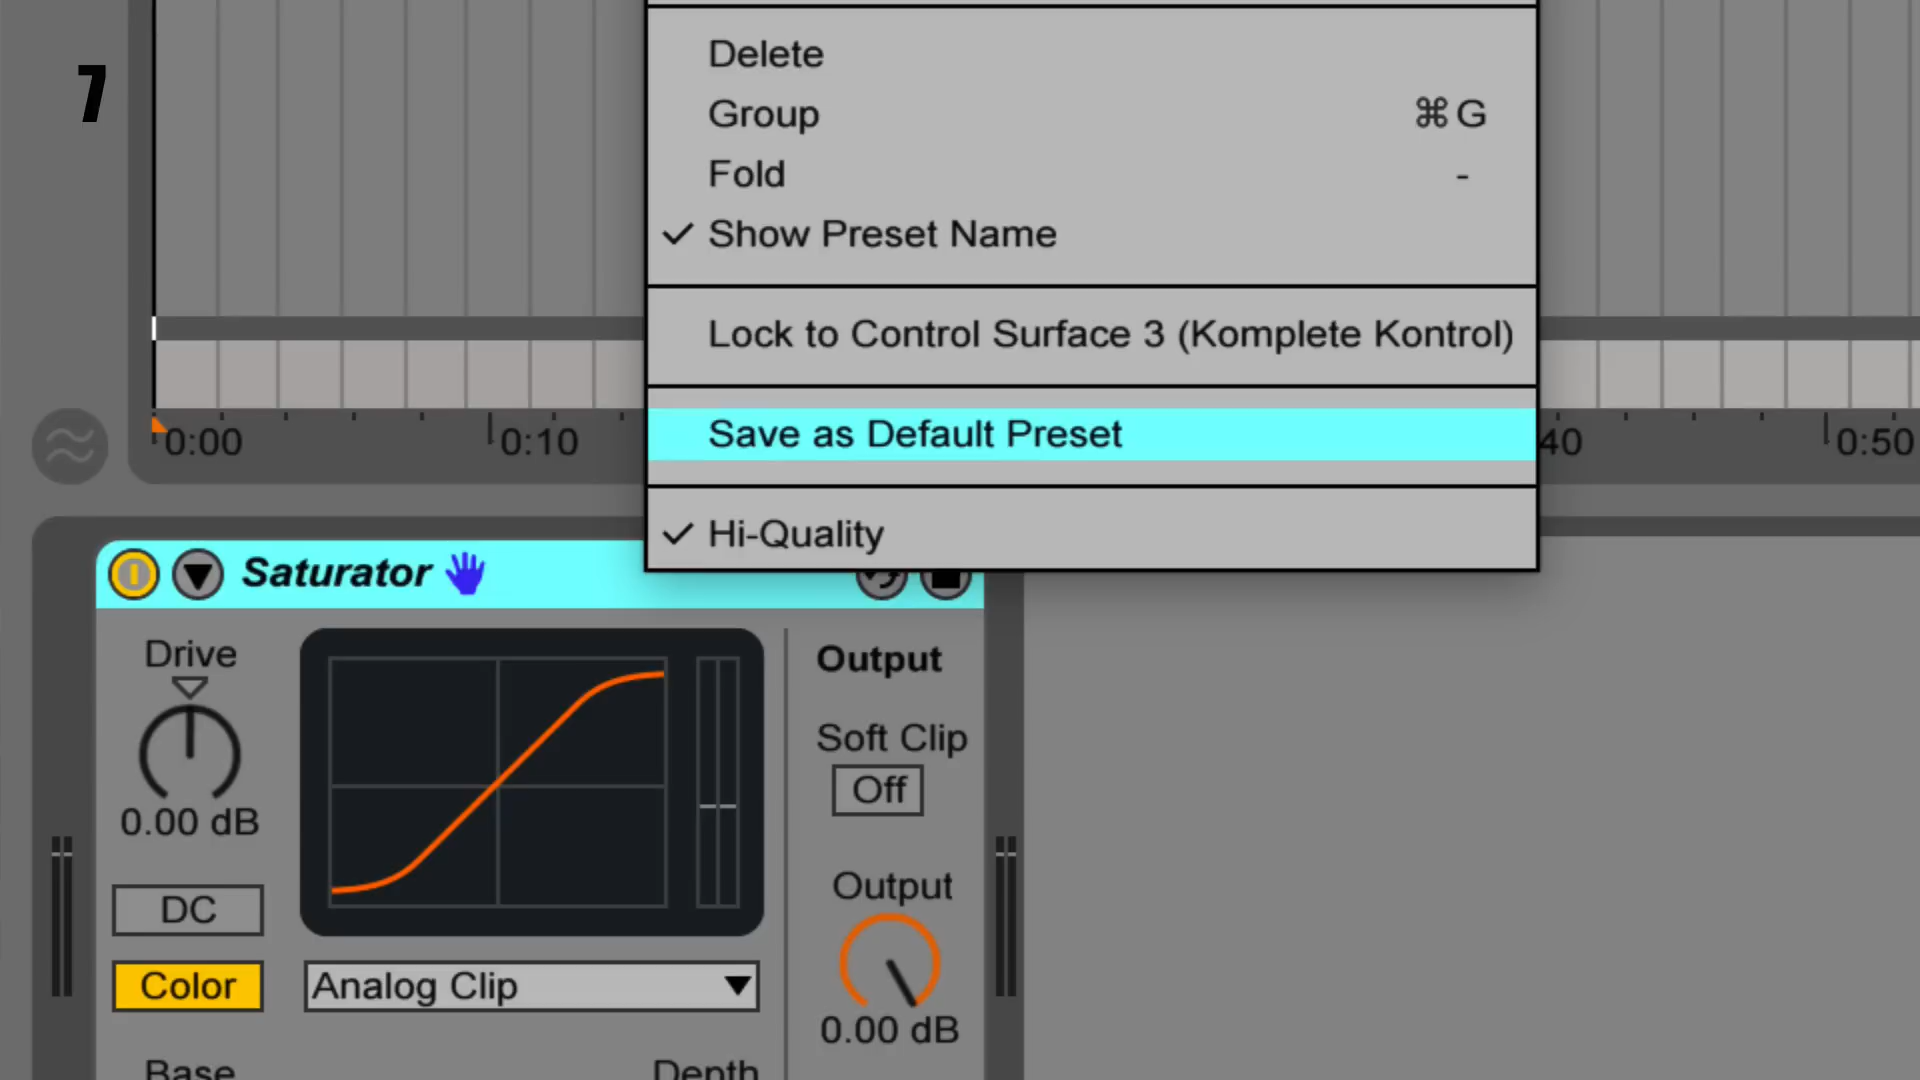 7
Delete
Group ⌘ G
Fold -
✓ Show Preset Name
Lock to Control Surface 3 (Komplete Kontrol)
Save as Default Preset
✓ Hi-Quality
0:00
0:10
40
0:50
Saturator
Drive
0.00 dB
DC
Color
Analog Clip
Base
Depth
Output
Soft Clip
Off
Output
0.00 dB